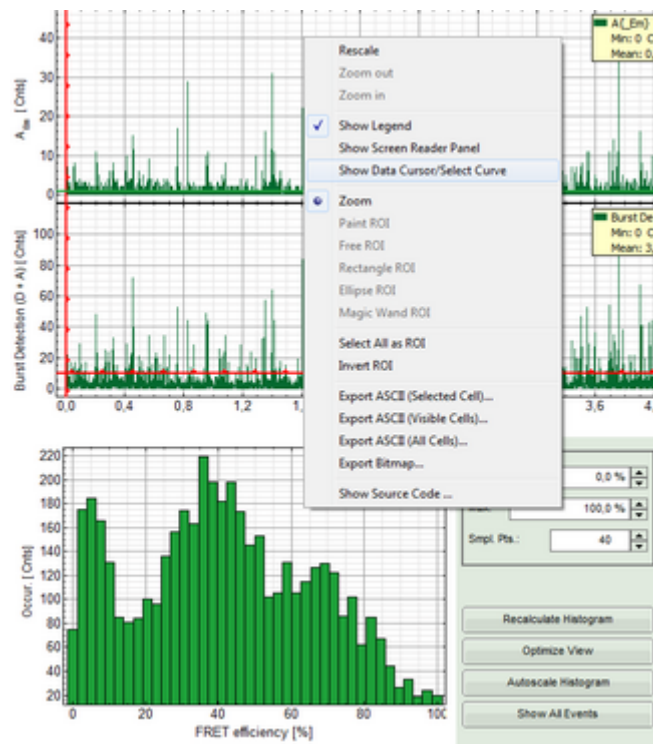 A{_Em}
Min: 0 C
Mean: 0,
40
30
20
10
0
A Em [Cnts]
Rescale
Zoom out
Zoom in
Show Legend
Show Screen Reader Panel
Show Data Cursor/Select Curve
Zoom
Paint ROI
Free ROI
Rectangle ROI
Ellipse ROI
Magic Wand ROI
Select All as ROI
Invert ROI
Export ASCII (Selected Cell)...
Export ASCII (Visible Cells)...
Export ASCII (All Cells)...
Export Bitmap...
Show Source Code ...
Burst De
Min: 0 C
Mean: 3,
100
80
60
40
20
0
Burst Detection (D + A) [Cnts]
0,0 0,4 0,8 1,2 3,6 4,
220
200
180
160
140
120
100
80
60
40
20
Occur. [Cnts]
0 20 40 60 80 100
FRET efficiency [%]
0,0 %
100,0 %
Smpl. Pts.: 40
Recalculate Histogram
Optimize View
Autoscale Histogram
Show All Events